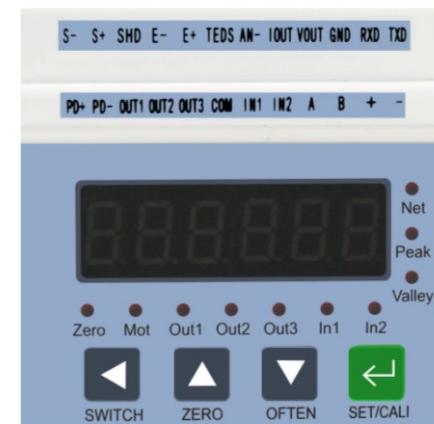 S- S+ SHD E- E+ TEDS AN- IOUT VOUT GND RXD TXD
PD+ PD- OUT1 OUT2 OUT3 COM IN1 IN2 A B + -
Net
Peak
Valley
Zero Mot Out1 Out2 Out3 In1 In2
SWITCH ZERO OFTEN SET/CALI